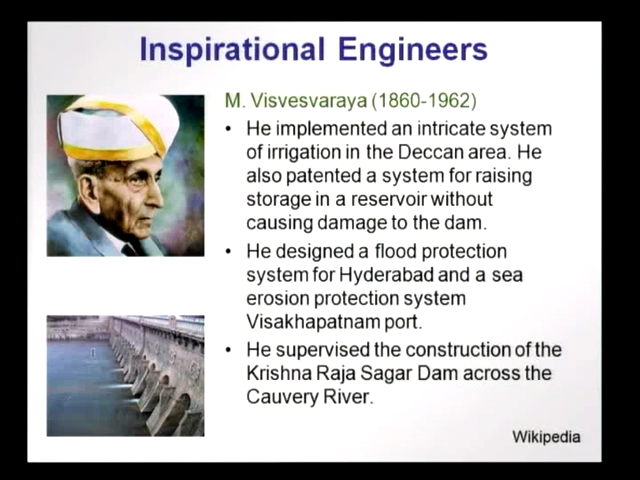 Inspirational Engineers
M. Visvesvaraya (1860-1962)
• He implemented an intricate system
of irrigation in the Deccan area. He
also patented a system for raising
storage in a reservoir without
causing damage to the dam.
• He designed a flood protection
system for Hyderabad and a sea
erosion protection system
Visakhapatnam port.
• He supervised the construction of the
Krishna Raja Sagar Dam across the
Cauvery River.
Wikipedia